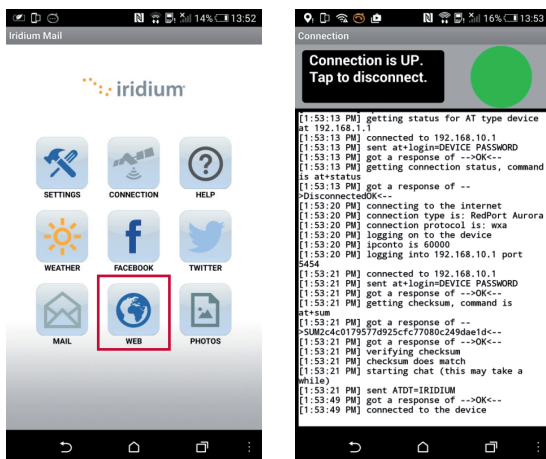 14% 13:52
Iridium Mail
iridium
SETTINGS CONNECTION HELP
WEATHER FACEBOOK TWITTER
MAIL WEB PHOTOS
16% 13:53
Connection
Connection is UP.
Tap to disconnect.
[1:53:13 PM] getting status for AT type device
at 192.168.1.1
[1:53:13 PM] connected to 192.168.10.1
[1:53:13 PM] sent at+login=DEVICE PASSWORD
[1:53:13 PM] got a response of -->OK<--
[1:53:13 PM] getting connection status, command
is at+status
[1:53:13 PM] got a response of --
>DisconnectedOK<--
[1:53:20 PM] connecting to the internet
[1:53:20 PM] connection type is: RedPort Aurora
[1:53:20 PM] connection protocol is: wxa
[1:53:20 PM] logging on to the device
[1:53:20 PM] ipconto is 60000
[1:53:20 PM] logging into 192.168.10.1 port
5454
[1:53:21 PM] connected to 192.168.10.1
[1:53:21 PM] sent at+login=DEVICE PASSWORD
[1:53:21 PM] got a response of -->OK<--
[1:53:21 PM] getting checksum, command is
at+sum
[1:53:21 PM] got a response of --
>SUM2c4c0179577d925cfc77080c249dae1d<--
[1:53:21 PM] got a response of -->OK<--
[1:53:21 PM] verifying checksum
[1:53:21 PM] checksum does match
[1:53:21 PM] starting chat (this may take a
while)
[1:53:21 PM] sent ATDT=IRIDIUM
[1:53:49 PM] got a response of -->OK<--
[1:53:49 PM] connected to the device